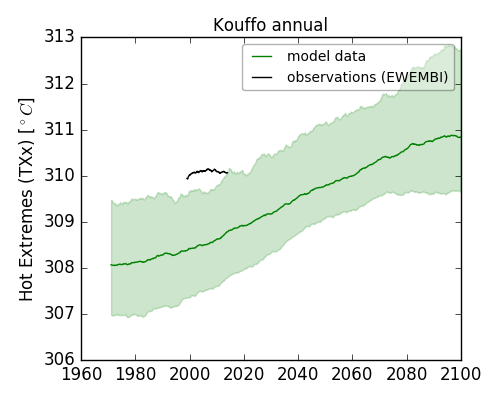 Kouffo annual
Hot Extremes (TXx) [°C]
313
312
311
310
309
308
307
306
1960 1980 2000 2020 2040 2060 2080 2100
model data
observations (EWEMBI)